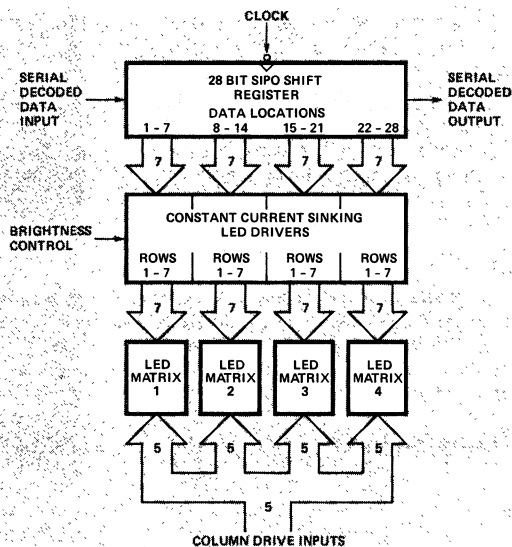 CLOCK
SERIAL
DECODED
DATA
INPUT
28 BIT SIPO SHIFT
REGISTER
DATA LOCATIONS
1 - 7 8 - 14 15 - 21 22 - 28
SERIAL
DECODED
DATA
OUTPUT
7 7 7 7
BRIGHTNESS
CONTROL
CONSTANT CURRENT SINKING
LED DRIVERS
ROWS ROWS ROWS ROWS
1 - 7 1 - 7 1 - 7 1 - 7
7 7 7 7
LED LED LED LED
MATRIX MATRIX MATRIX MATRIX
1 2 3 4
5 5 5 5
5
COLUMN DRIVE INPUTS